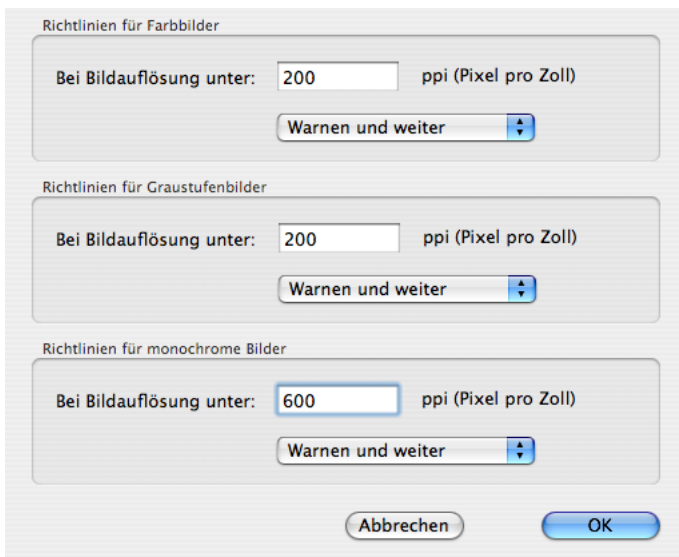 Richtlinien für Farbbilder
Bei Bildauflösung unter: 200 ppi (Pixel pro Zoll)
Warnen und weiter
Richtlinien für Graustufenbilder
Bei Bildauflösung unter: 200 ppi (Pixel pro Zoll)
Warnen und weiter
Richtlinien für monochrome Bilder
Bei Bildauflösung unter: 600 ppi (Pixel pro Zoll)
Warnen und weiter
Abbrechen OK